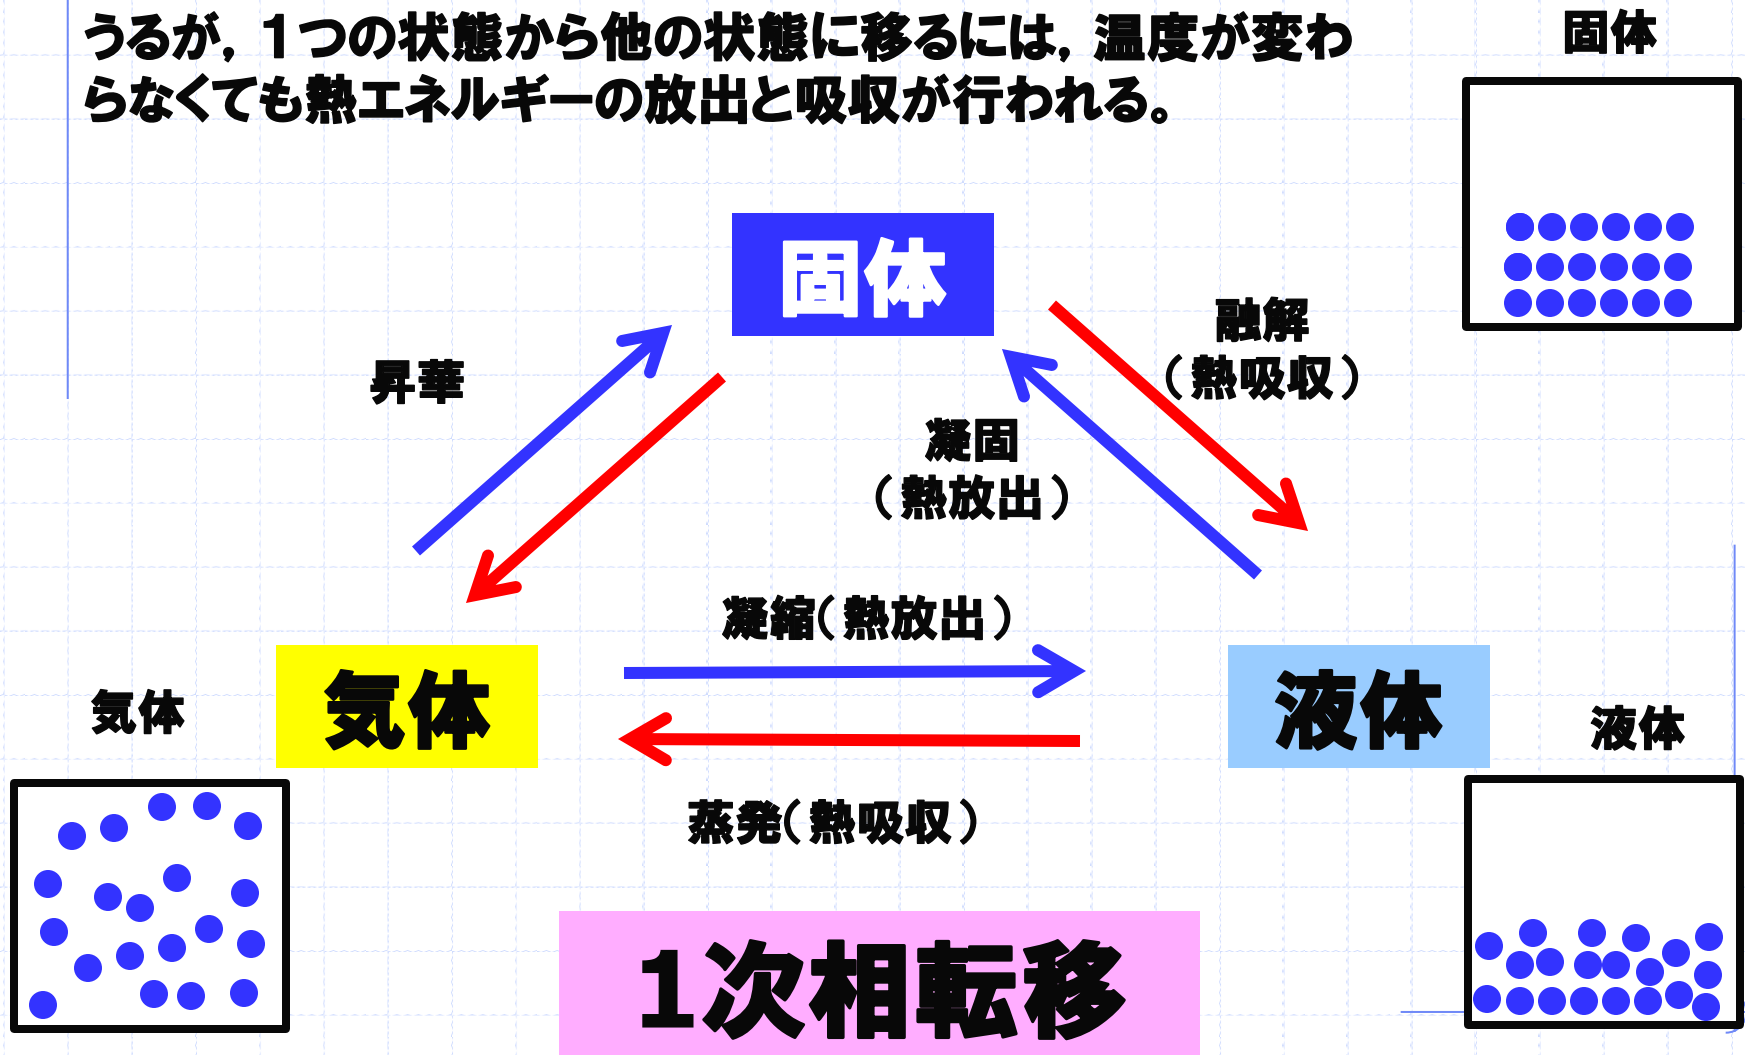 うるが，１つの状態から他の状態に移るには，温度が変わ
らなくても熱エネルギーの放出と吸収が行われる。
固体
固体
融解
（熱吸収）
昇華
凝固
（熱放出）
凝縮（熱放出）
気体
気体
液体
液体
蒸発（熱吸収）
１次相転移